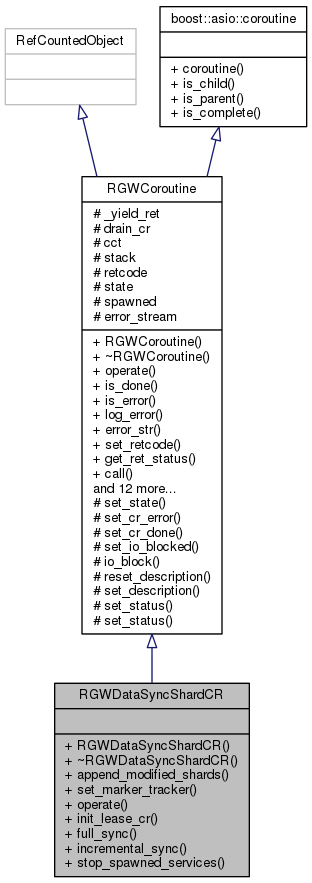 RefCountedObject
boost::asio::coroutine
+ coroutine()
+ is_child()
+ is_parent()
+ is_complete()
RGWCoroutine
# _yield_ret
# drain_cr
# cct
# stack
# retcode
# state
# spawned
# error_stream
+ RGWCoroutine()
+ ~RGWCoroutine()
+ operate()
+ is_done()
+ is_error()
+ log_error()
+ error_str()
+ set_retcode()
+ get_ret_status()
+ call()
and 12 more...
# set_state()
# set_cr_error()
# set_cr_done()
# set_io_blocked()
# io_block()
# reset_description()
# set_description()
# set_status()
# set_status()
RGWDataSyncShardCR
+ RGWDataSyncShardCR()
+ ~RGWDataSyncShardCR()
+ append_modified_shards()
+ set_marker_tracker()
+ operate()
+ init_lease_cr()
+ full_sync()
+ incremental_sync()
+ stop_spawned_services()